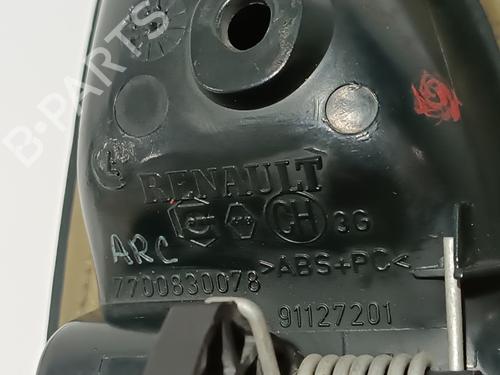 B-PARTS
RENAULT
CH 3G
ARC
>ABS+PC<
7700830078
91127201